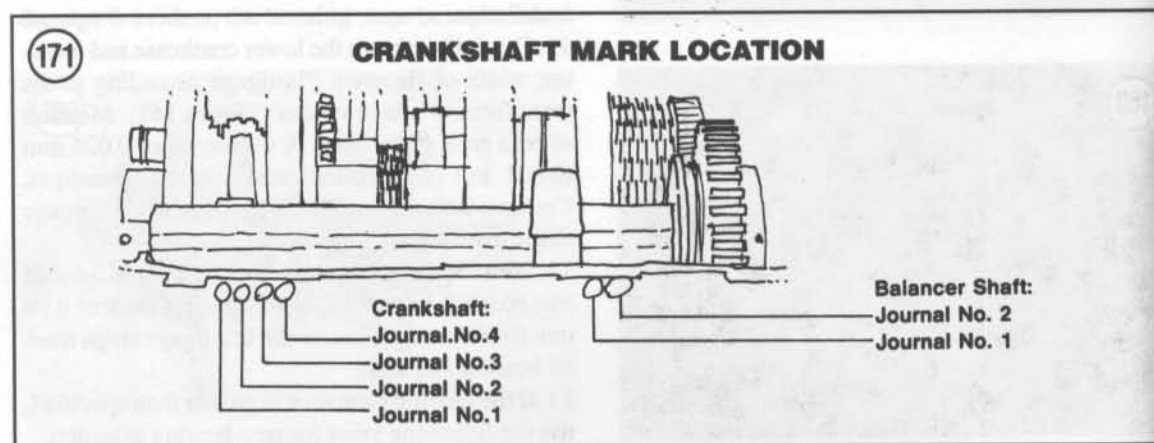 171
CRANKSHAFT MARK LOCATION
Crankshaft:
Journal.No.4
Journal No.3
Journal No.2
Journal No.1
Balancer Shaft:
Journal No. 2
Journal No. 1